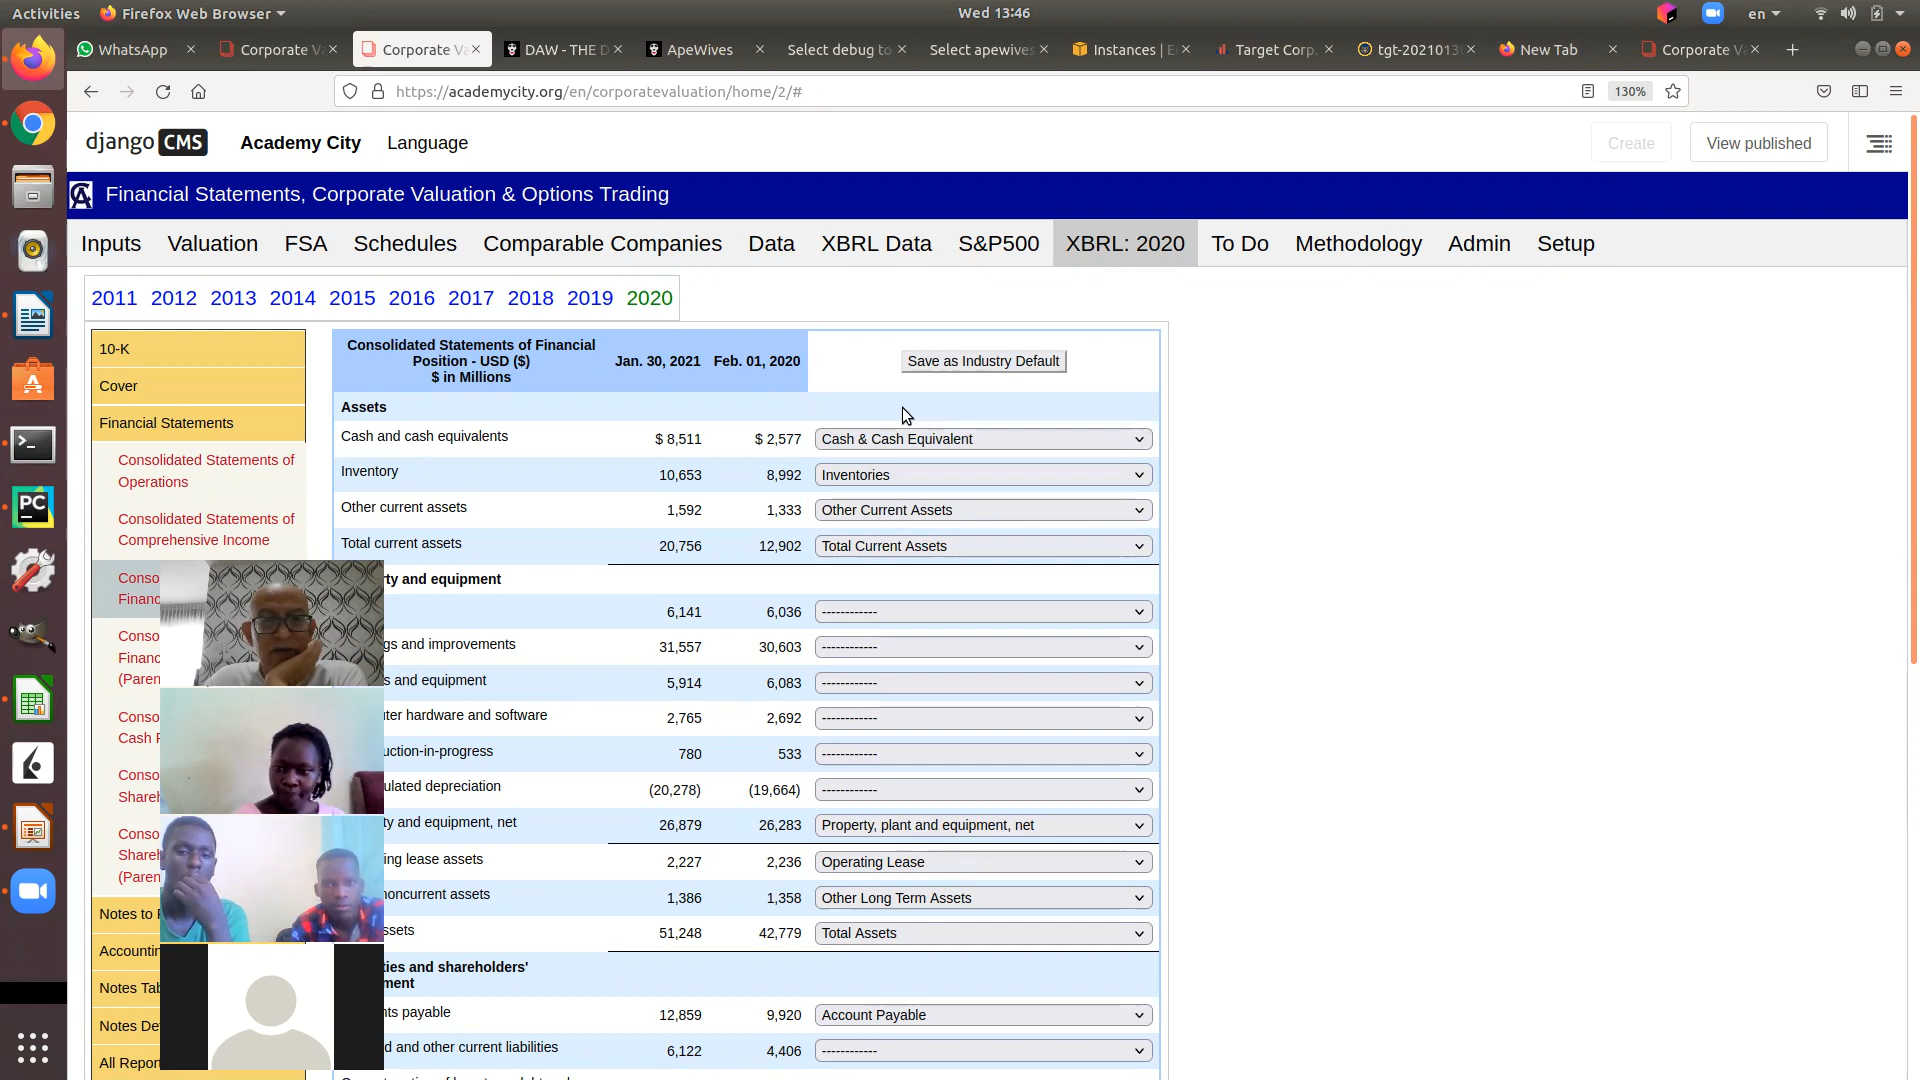 Activities
Firefox Web Browser
Wed 13:46
en
WhatsApp
Corporate Va
Corporate Va
DAW - THE D
ApeWives
Select debug to
Select apewives
Instances | E
Target Corp.
tgt-2021013
New Tab
Corporate Va
https://academycity.org/en/corporatevaluation/home/2/#
130%
django CMS
Academy City
Language
Create
View published
Financial Statements, Corporate Valuation & Options Trading
Inputs
Valuation
FSA
Schedules
Comparable Companies
Data
XBRL Data
S&P500
XBRL: 2020
To Do
Methodology
Admin
Setup
2011 2012 2013 2014 2015 2016 2017 2018 2019 2020
10-K
Cover
Financial Statements
Consolidated Statements of
Operations
Consolidated Statements of
Comprehensive Income
Conso
Financ
Conso
Financ
(Paren
Conso
Cash F
Conso
Shareh
Conso
Shareh
(Paren
Notes to F
Accountin
Notes Tab
Notes De
All Report
Consolidated Statements of Financial
Position - USD ($)
$ in Millions
Jan. 30, 2021
Feb. 01, 2020
Save as Industry Default
Assets
Cash and cash equivalents $ 8,511 $ 2,577 Cash & Cash Equivalent
Inventory 10,653 8,992 Inventories
Other current assets 1,592 1,333 Other Current Assets
Total current assets 20,756 12,902 Total Current Assets
rty and equipment
6,141 6,036 ------------
gs and improvements 31,557 30,603 ------------
s and equipment 5,914 6,083 ------------
uter hardware and software 2,765 2,692 ------------
uction-in-progress 780 533 ------------
ulated depreciation (20,278) (19,664) ------------
ty and equipment, net 26,879 26,283 Property, plant and equipment, net
ing lease assets 2,227 2,236 Operating Lease
noncurrent assets 1,386 1,358 Other Long Term Assets
ssets 51,248 42,779 Total Assets
ties and shareholders'
ment
nts payable 12,859 9,920 Account Payable
d and other current liabilities 6,122 4,406 ------------
PC